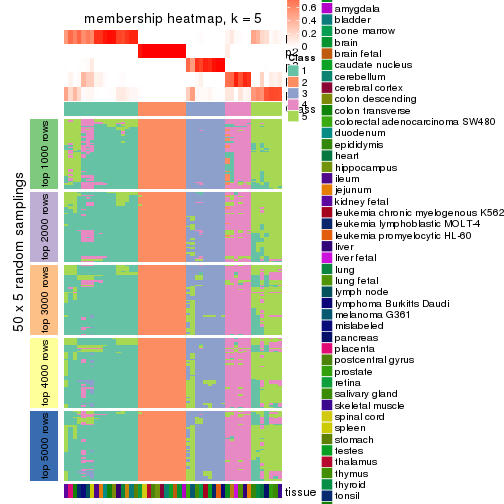 membership heatmap, k = 5
50 x 5 random samplings
top 1000 rows
top 2000 rows
top 3000 rows
top 4000 rows
top 5000 rows
0.6
0.4
0.2
0
Class
1
2
3
4
5
tissue
amygdala
bladder
bone marrow
brain
brain fetal
caudate nucleus
cerebellum
cerebral cortex
colon descending
colon transverse
colorectal adenocarcinoma SW480
duodenum
epididymis
heart
hippocampus
ileum
jejunum
kidney fetal
leukemia chronic myelogenous K562
leukemia lymphoblastic MOLT-4
leukemia promyelocytic HL-60
liver
liver fetal
lung
lung fetal
lymph node
lymphoma Burkitts Daudi
melanoma G361
mislabeled
pancreas
placenta
postcentral gyrus
prostate
retina
salivary gland
skeletal muscle
spinal cord
spleen
stomach
testes
thalamus
thymus
thyroid
tonsil